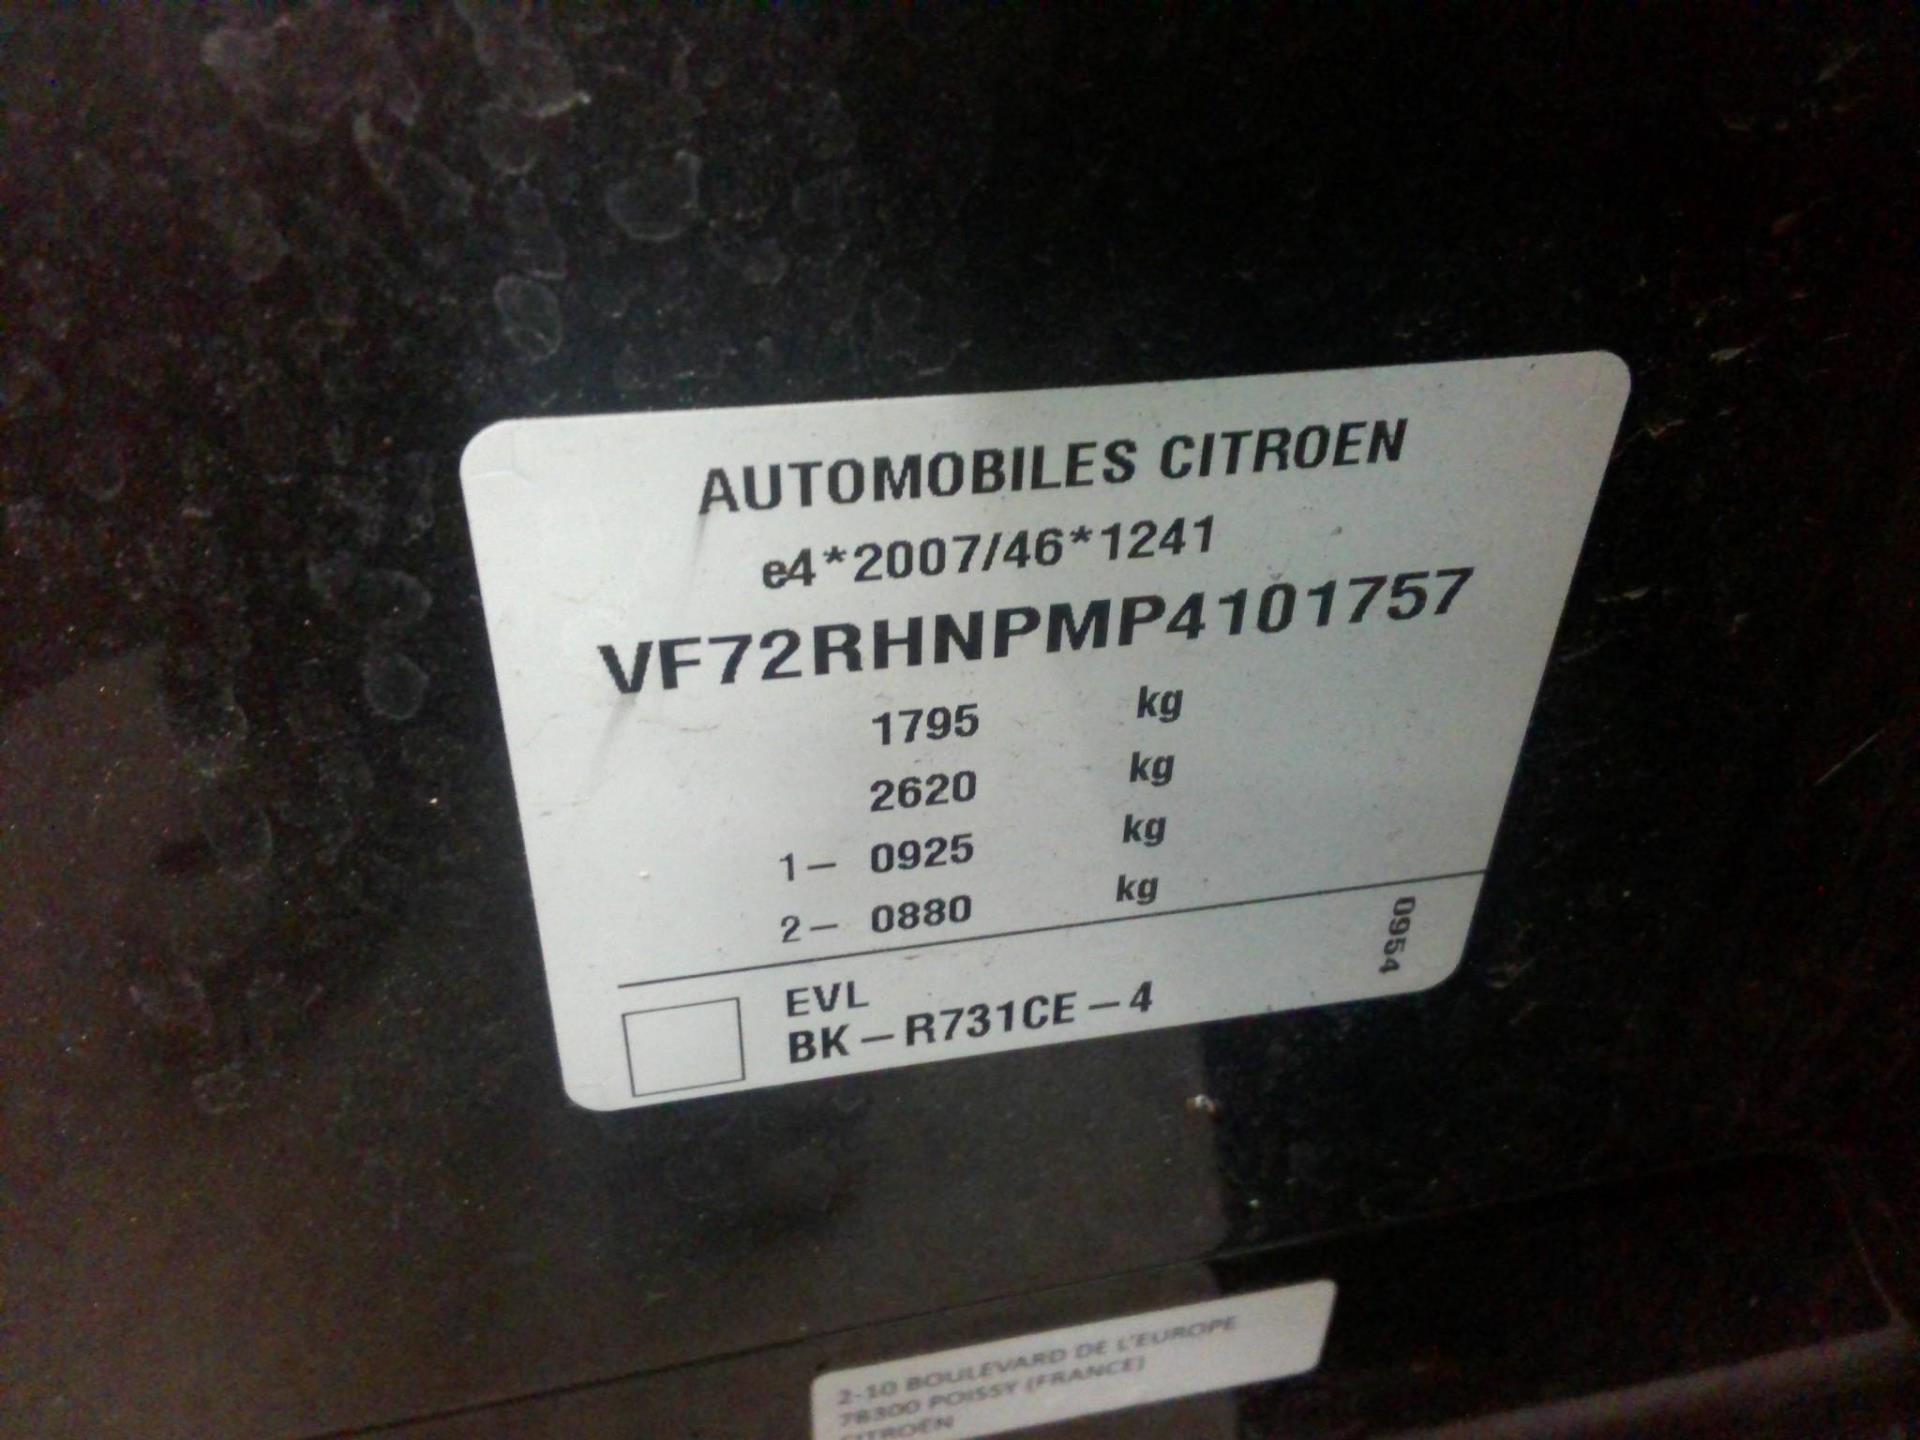 AUTOMOBILES CITROEN
e4*2007/46*1241
VF72RHNPMP4101757
1795 kg
2620 kg
1– 0925 kg
2– 0880 kg
0954
EVL
BK–R731CE–4
2-10 BOULEVARD DE L'EUROPE
78300 POISSY (FRANCE)
CITROËN